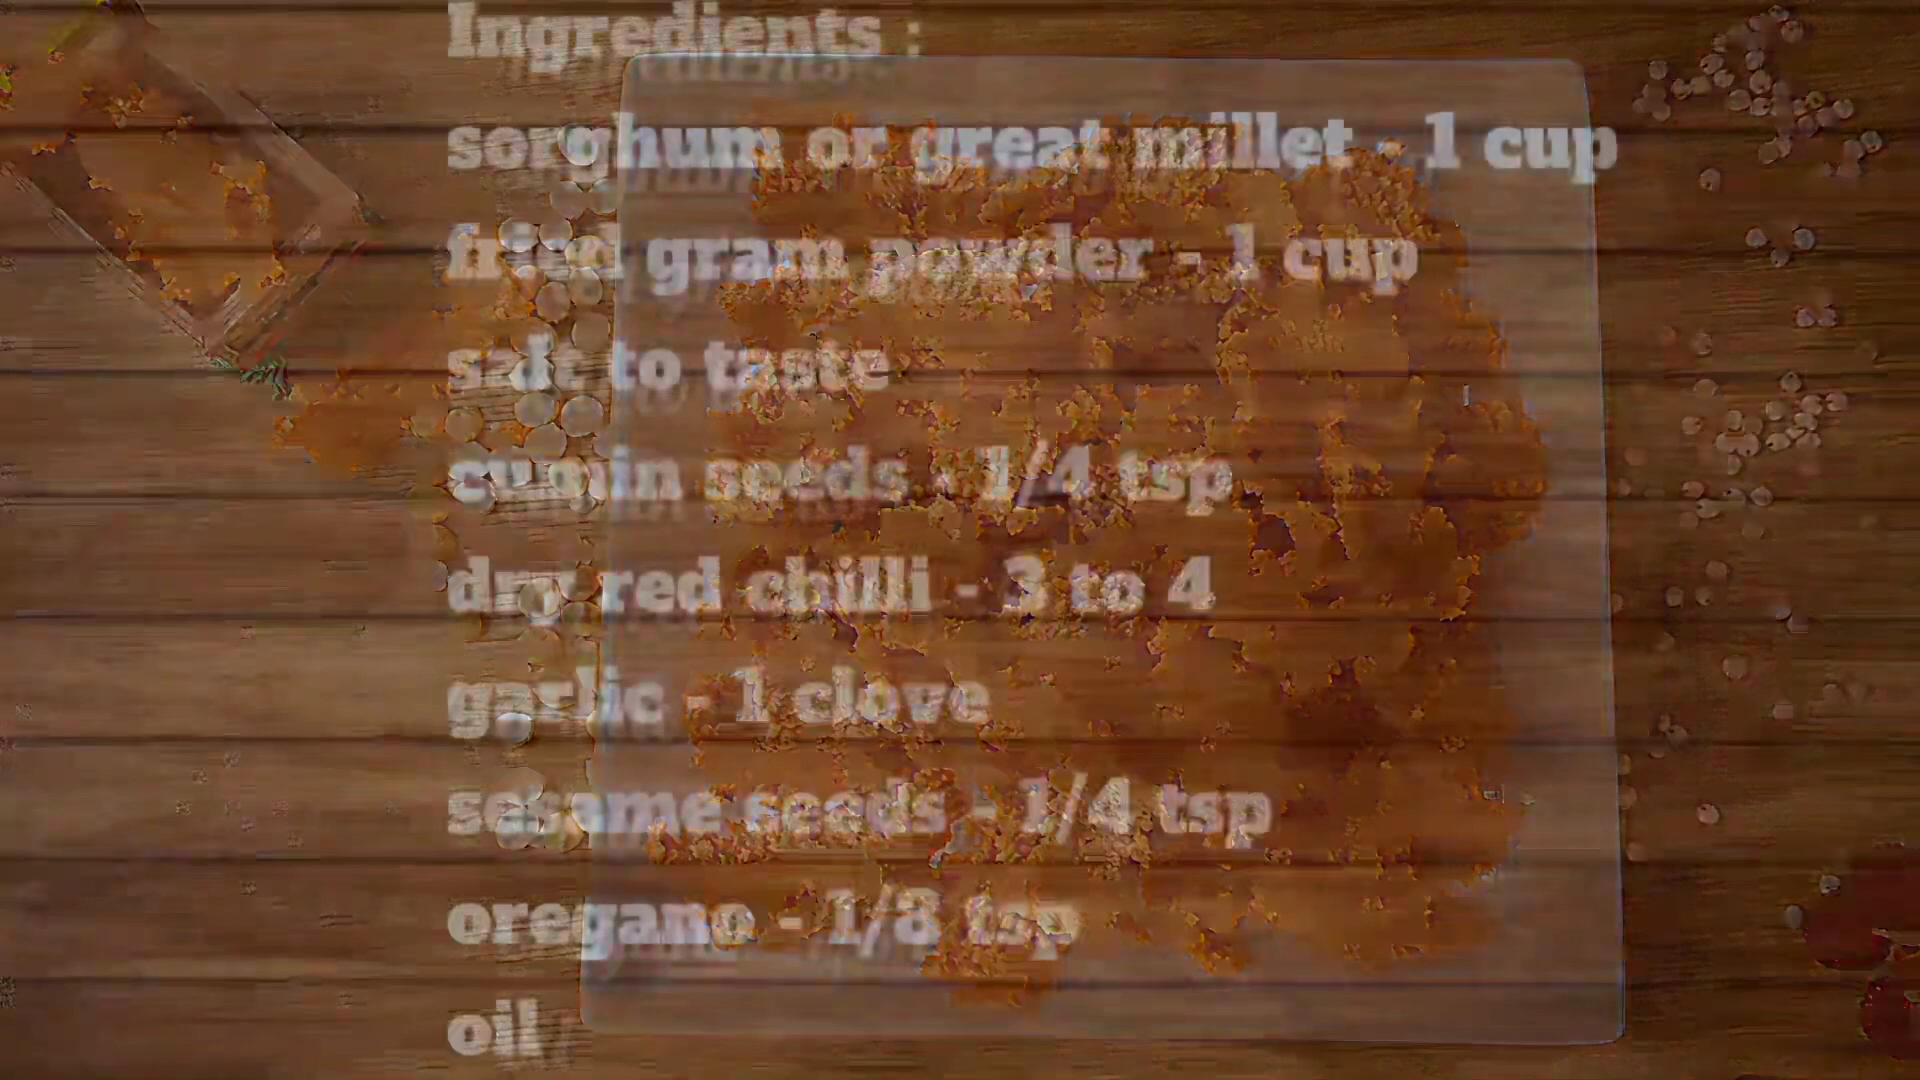 Ingredients :
sorghum or great millet - 1 cup
fried gram powder - 1 cup
salt to taste
cumin seeds - 1/4 tsp
dry red chilli - 3 to 4
garlic - 1 clove
sesame seeds - 1/4 tsp
oregano - 1/8 tsp
oil